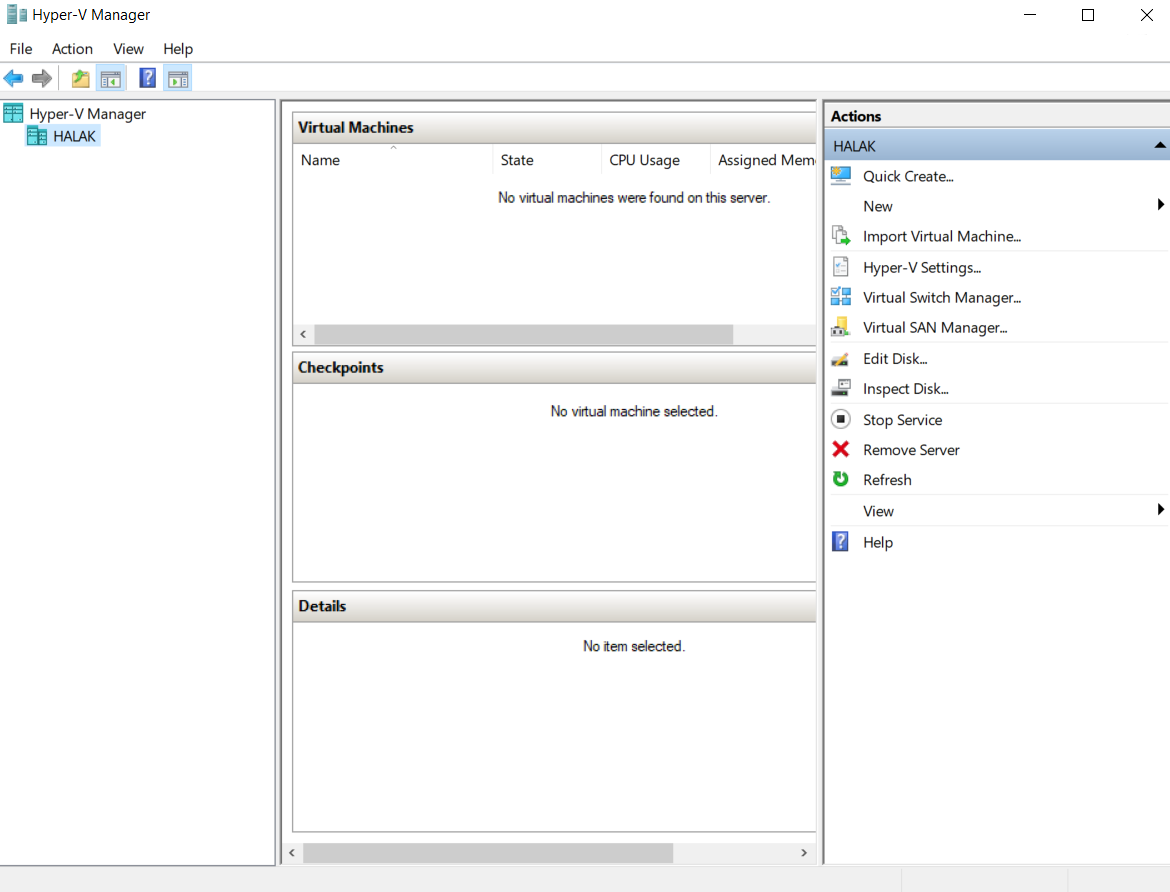 Hyper-V Manager
File Action View Help
Hyper-V Manager
HALAK
Virtual Machines
Name State CPU Usage Assigned Mem
No virtual machines were found on this server.
Checkpoints
No virtual machine selected.
Details
No item selected.
Actions
HALAK
Quick Create...
New
Import Virtual Machine...
Hyper-V Settings...
Virtual Switch Manager...
Virtual SAN Manager...
Edit Disk...
Inspect Disk...
Stop Service
Remove Server
Refresh
View
Help